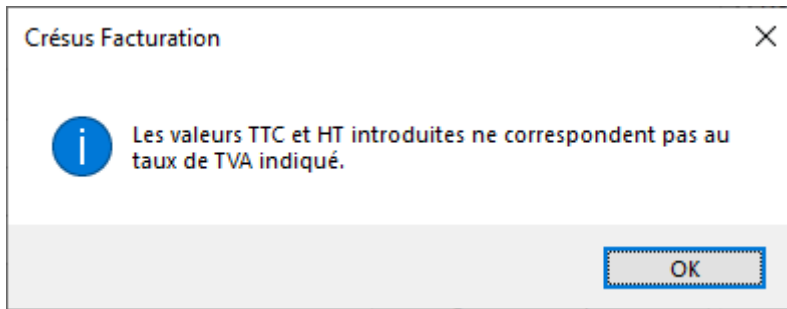 Crésus Facturation
Les valeurs TTC et HT introduites ne correspondent pas au
taux de TVA indiqué.
OK